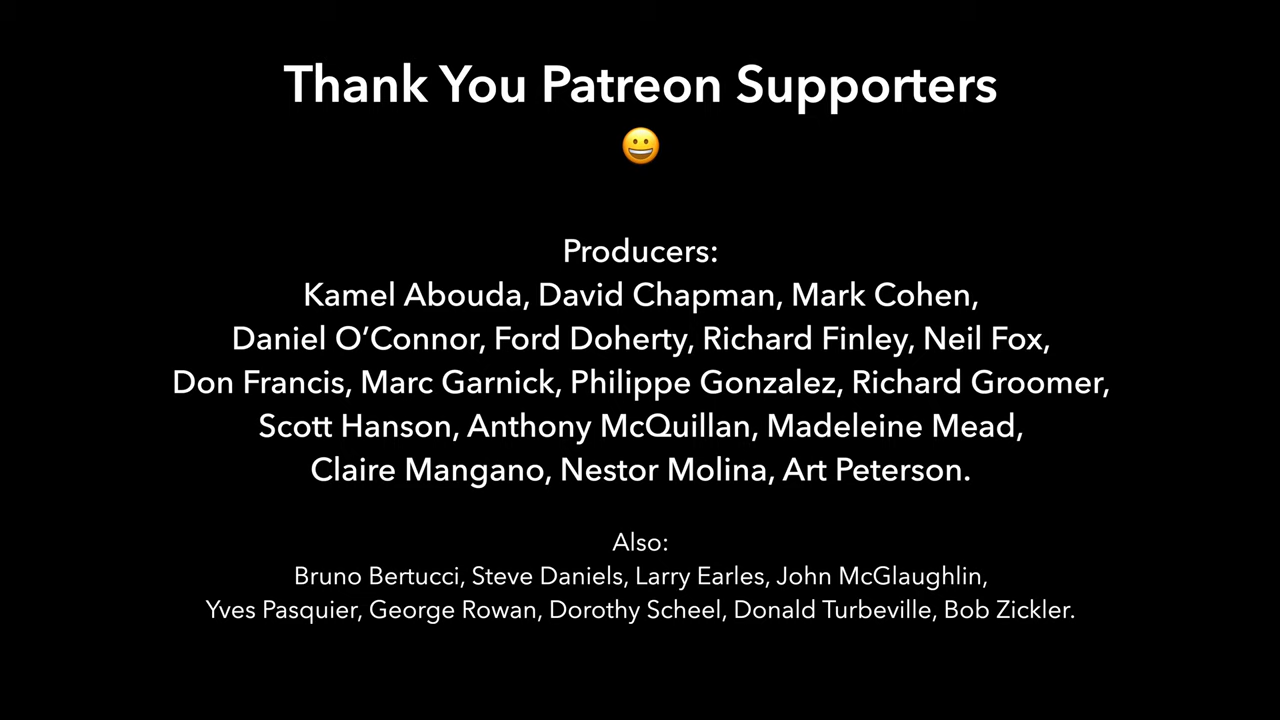 Thank You Patreon Supporters
😀
Producers:
Kamel Abouda, David Chapman, Mark Cohen,
Daniel O’Connor, Ford Doherty, Richard Finley, Neil Fox,
Don Francis, Marc Garnick, Philippe Gonzalez, Richard Groomer,
Scott Hanson, Anthony McQuillan, Madeleine Mead,
Claire Mangano, Nestor Molina, Art Peterson.
Also:
Bruno Bertucci, Steve Daniels, Larry Earles, John McGlaughlin,
Yves Pasquier, George Rowan, Dorothy Scheel, Donald Turbeville, Bob Zickler.